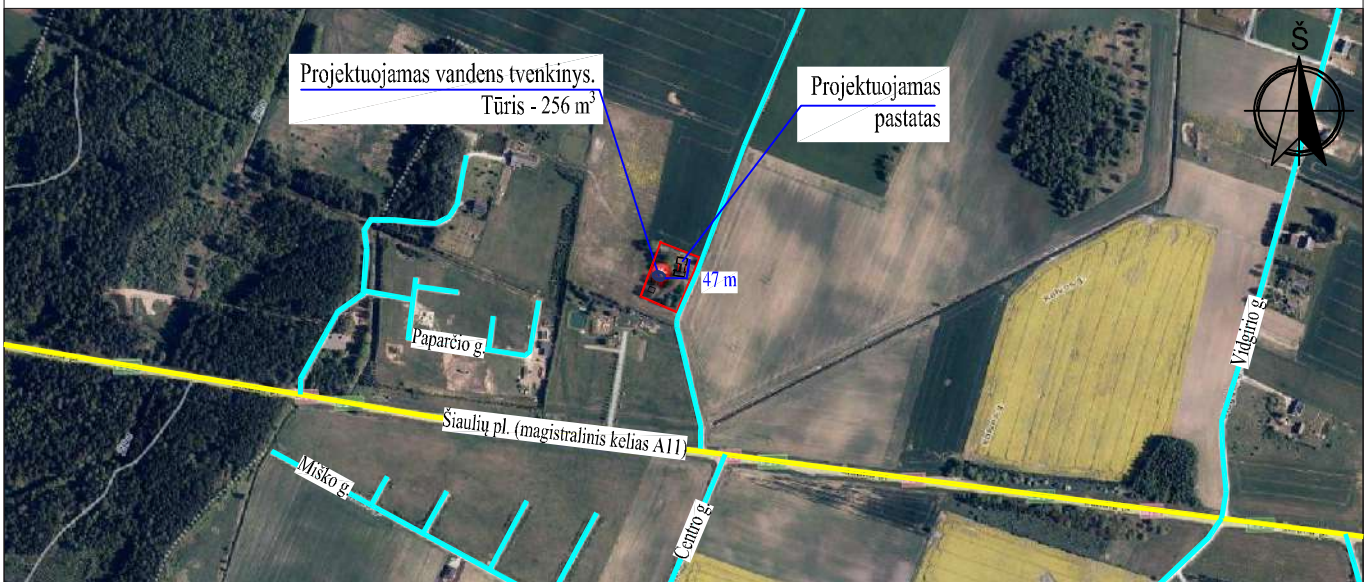 Š
Projektuojamas vandens tvenkinys.
Tūris - 256 m³
Projektuojamas
pastatas
47 m
Paparčio g.
Vidgirio g.
Šiaulių pl. (magistralinis kelias A11)
Miško g.
Centro g.